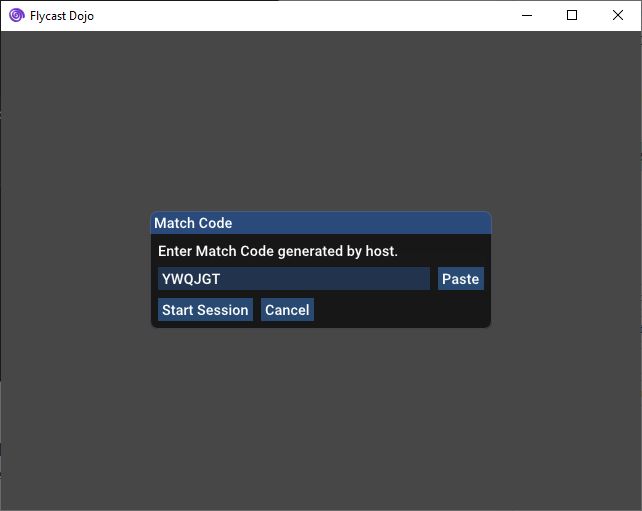 Flycast Dojo
Match Code
Enter Match Code generated by host.
YWQJGT Paste
Start Session Cancel